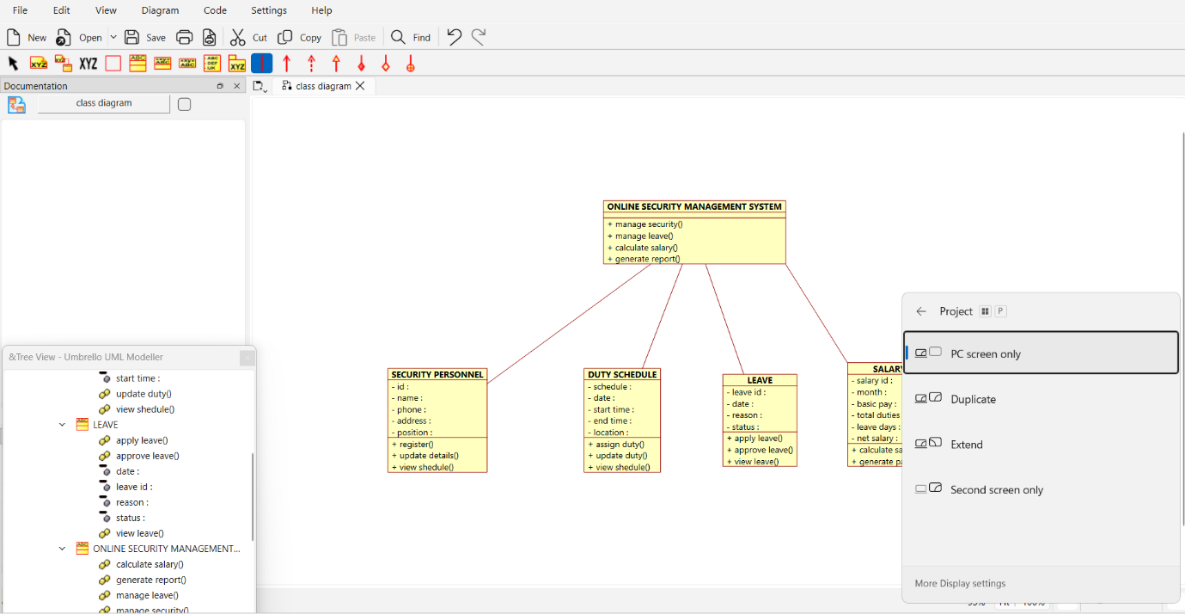 File Edit View Diagram Code Settings Help
New Open Save Cut Copy Paste Find
XYZ
Documentation
class diagram
class diagram
ONLINE SECURITY MANAGEMENT SYSTEM
+ manage security()
+ manage leave()
+ calculate salary()
+ generate report()
SECURITY PERSONNEL
- id :
- name :
- phone :
- address :
- position :
+ register()
+ update details()
+ view shedule()
DUTY SCHEDULE
- schedule :
- date :
- start time :
- end time :
- location :
+ assign duty()
+ update duty()
+ view shedule()
LEAVE
- leave id :
- date :
- reason :
- status :
+ apply leave()
+ approve leave()
+ view leave()
SALAR
- salary id :
- month :
- basic pay :
- total duties
- leave days :
- net salary :
+ calculate sa
+ generate pa
&Tree View - Umbrello UML Modeller
start time :
update duty()
view shedule()
LEAVE
apply leave()
approve leave()
date :
leave id :
reason :
status :
view leave()
ONLINE SECURITY MANAGEMENT...
calculate salary()
generate report()
manage leave()
manage security()
Project P
PC screen only
Duplicate
Extend
Second screen only
More Display settings